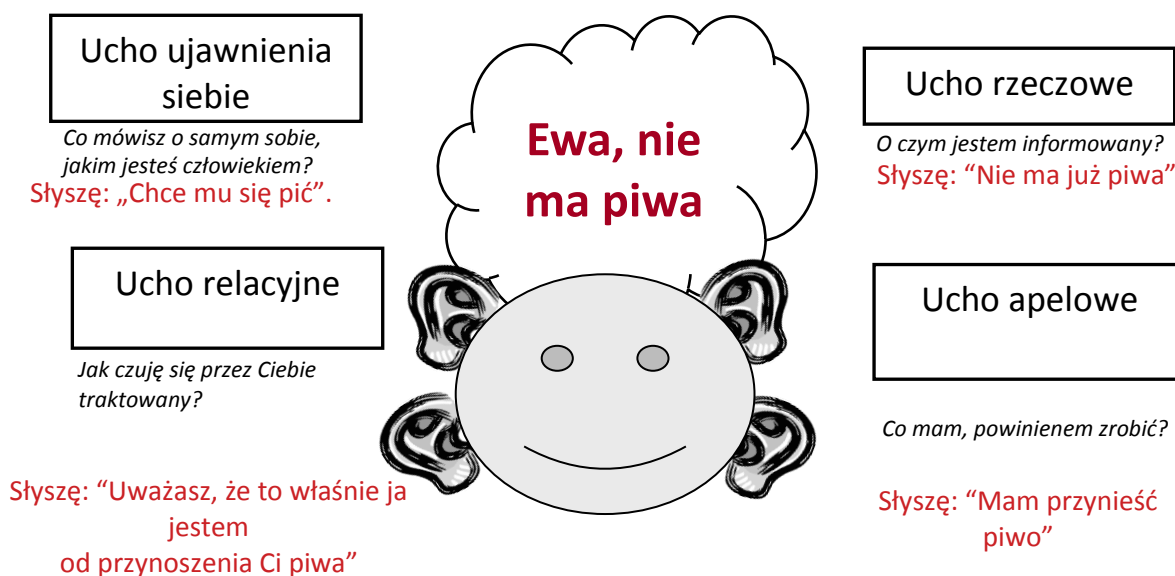 Ucho ujawnienia
siebie
Co mówisz o samym sobie,
jakim jesteś człowiekiem?
Słyszę: „Chce mu się pić”.
Ewa, nie
ma piwa
Ucho rzeczowe
O czym jestem informowany?
Słyszę: “Nie ma już piwa”
Ucho relacyjne
Jak czuję się przez Ciebie
traktowany?
Słyszę: “Uważasz, że to właśnie ja
jestem
od przynoszenia Ci piwa”
Ucho apelowe
Co mam, powinienem zrobić?
Słyszę: “Mam przynieść
piwo”